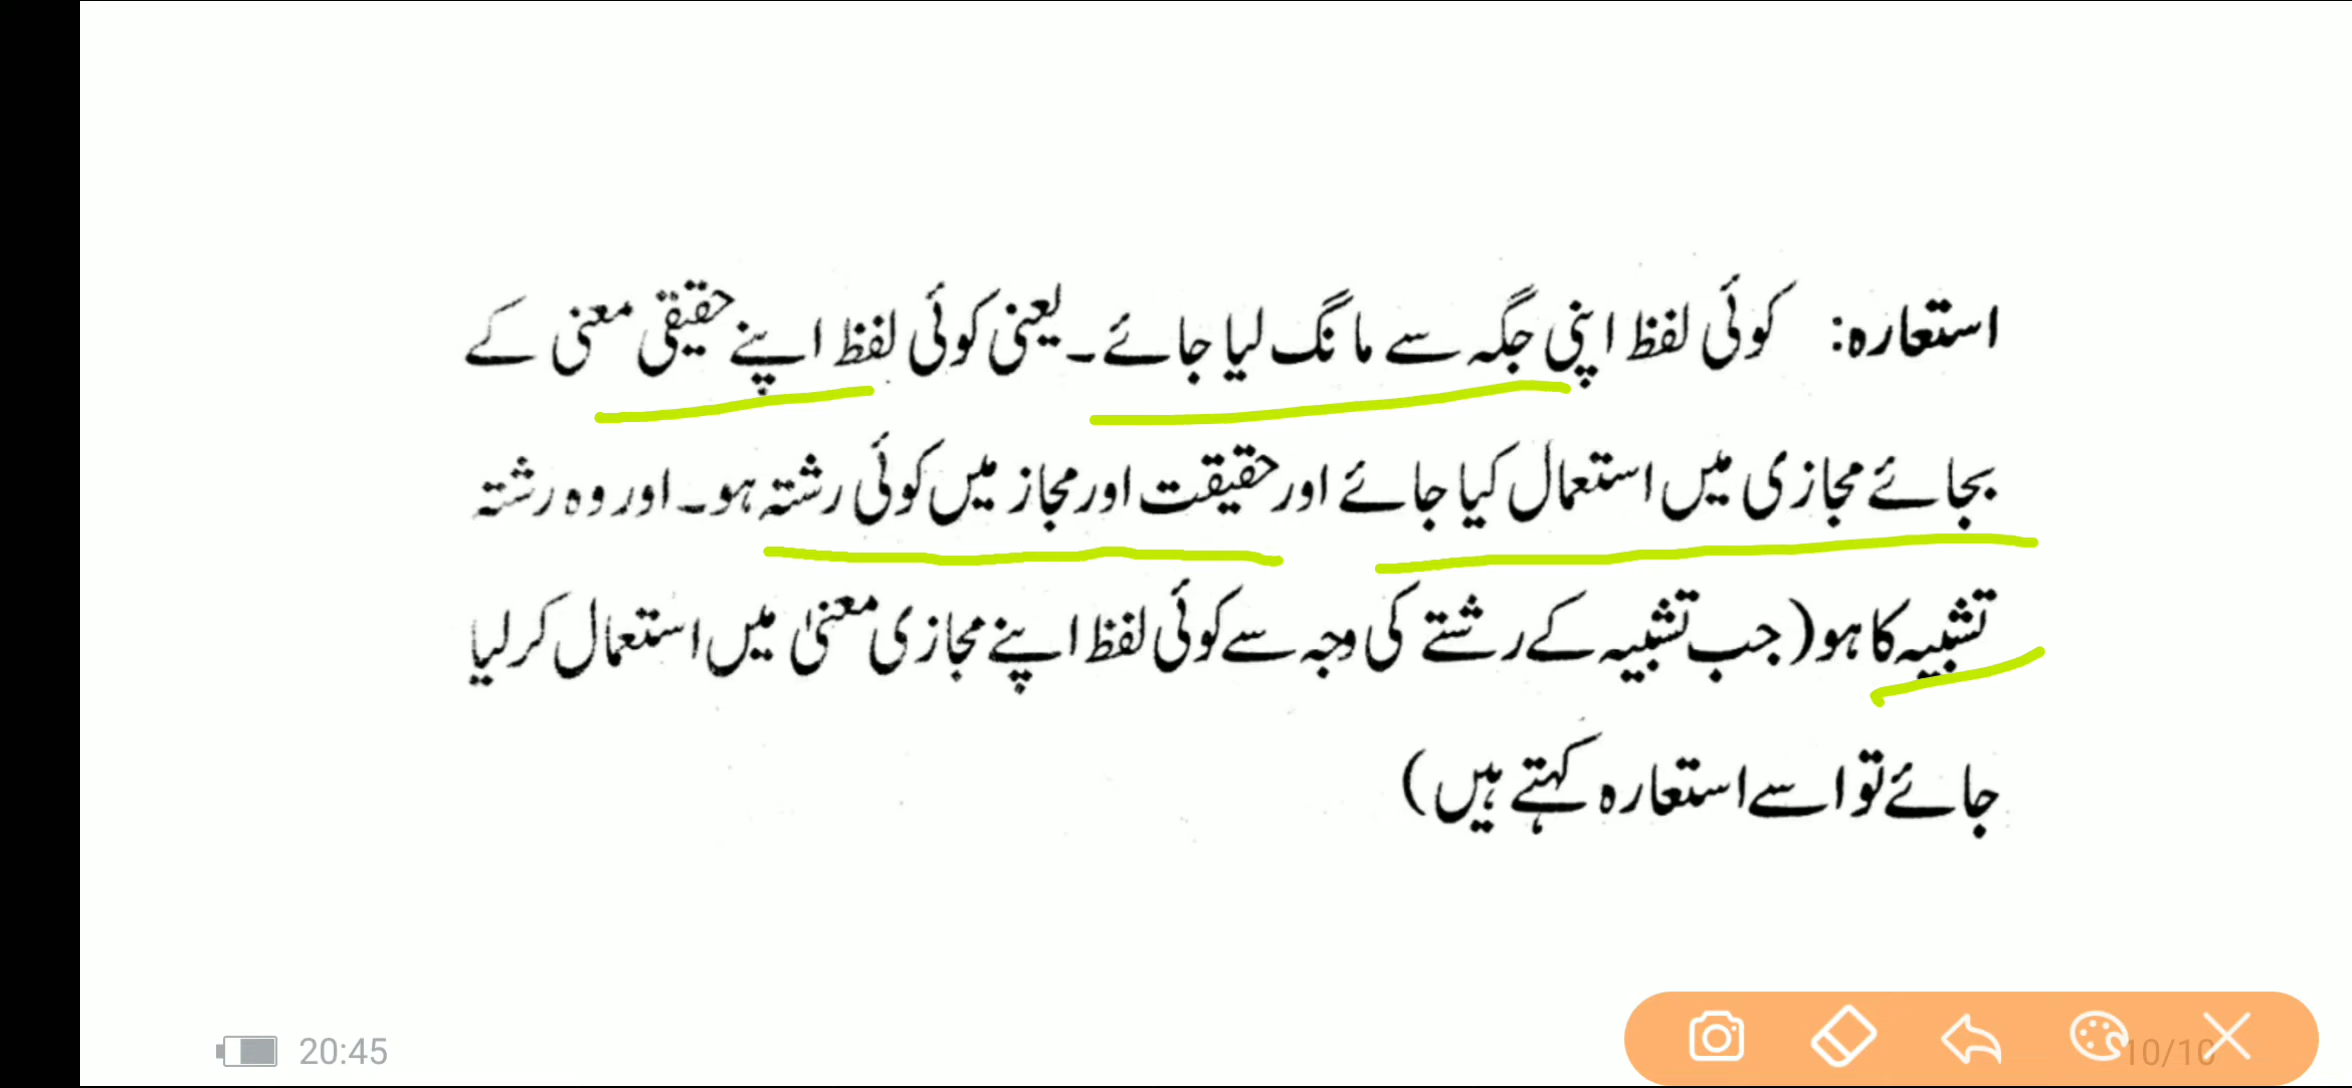 استعارہ: کوئی لفظ اپنی جگہ سے مانگ لیا جائے۔ یعنی کوئی لفظ اپنے حقیقی معنی کے
بجائے مجازی میں استعمال کیا جائے اور حقیقت اور مجاز میں کوئی رشتہ ہو۔ اور وہ رشتہ
تشبیہ کا ہو (جب تشبیہ کے رشتے کی وجہ سے کوئی لفظ اپنے مجازی معنیٰ میں استعمال کر لیا
جائے تو اسے استعارہ کہتے ہیں)
20:45
10/10